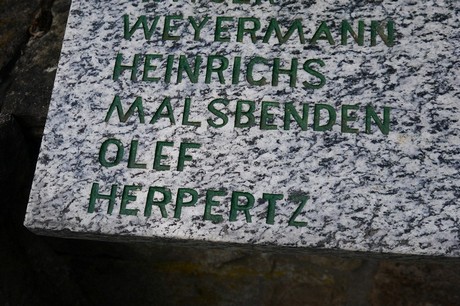 WEYERMANN
HEINRICHS
MALSBENDEN
OLEF
HERPERTZ